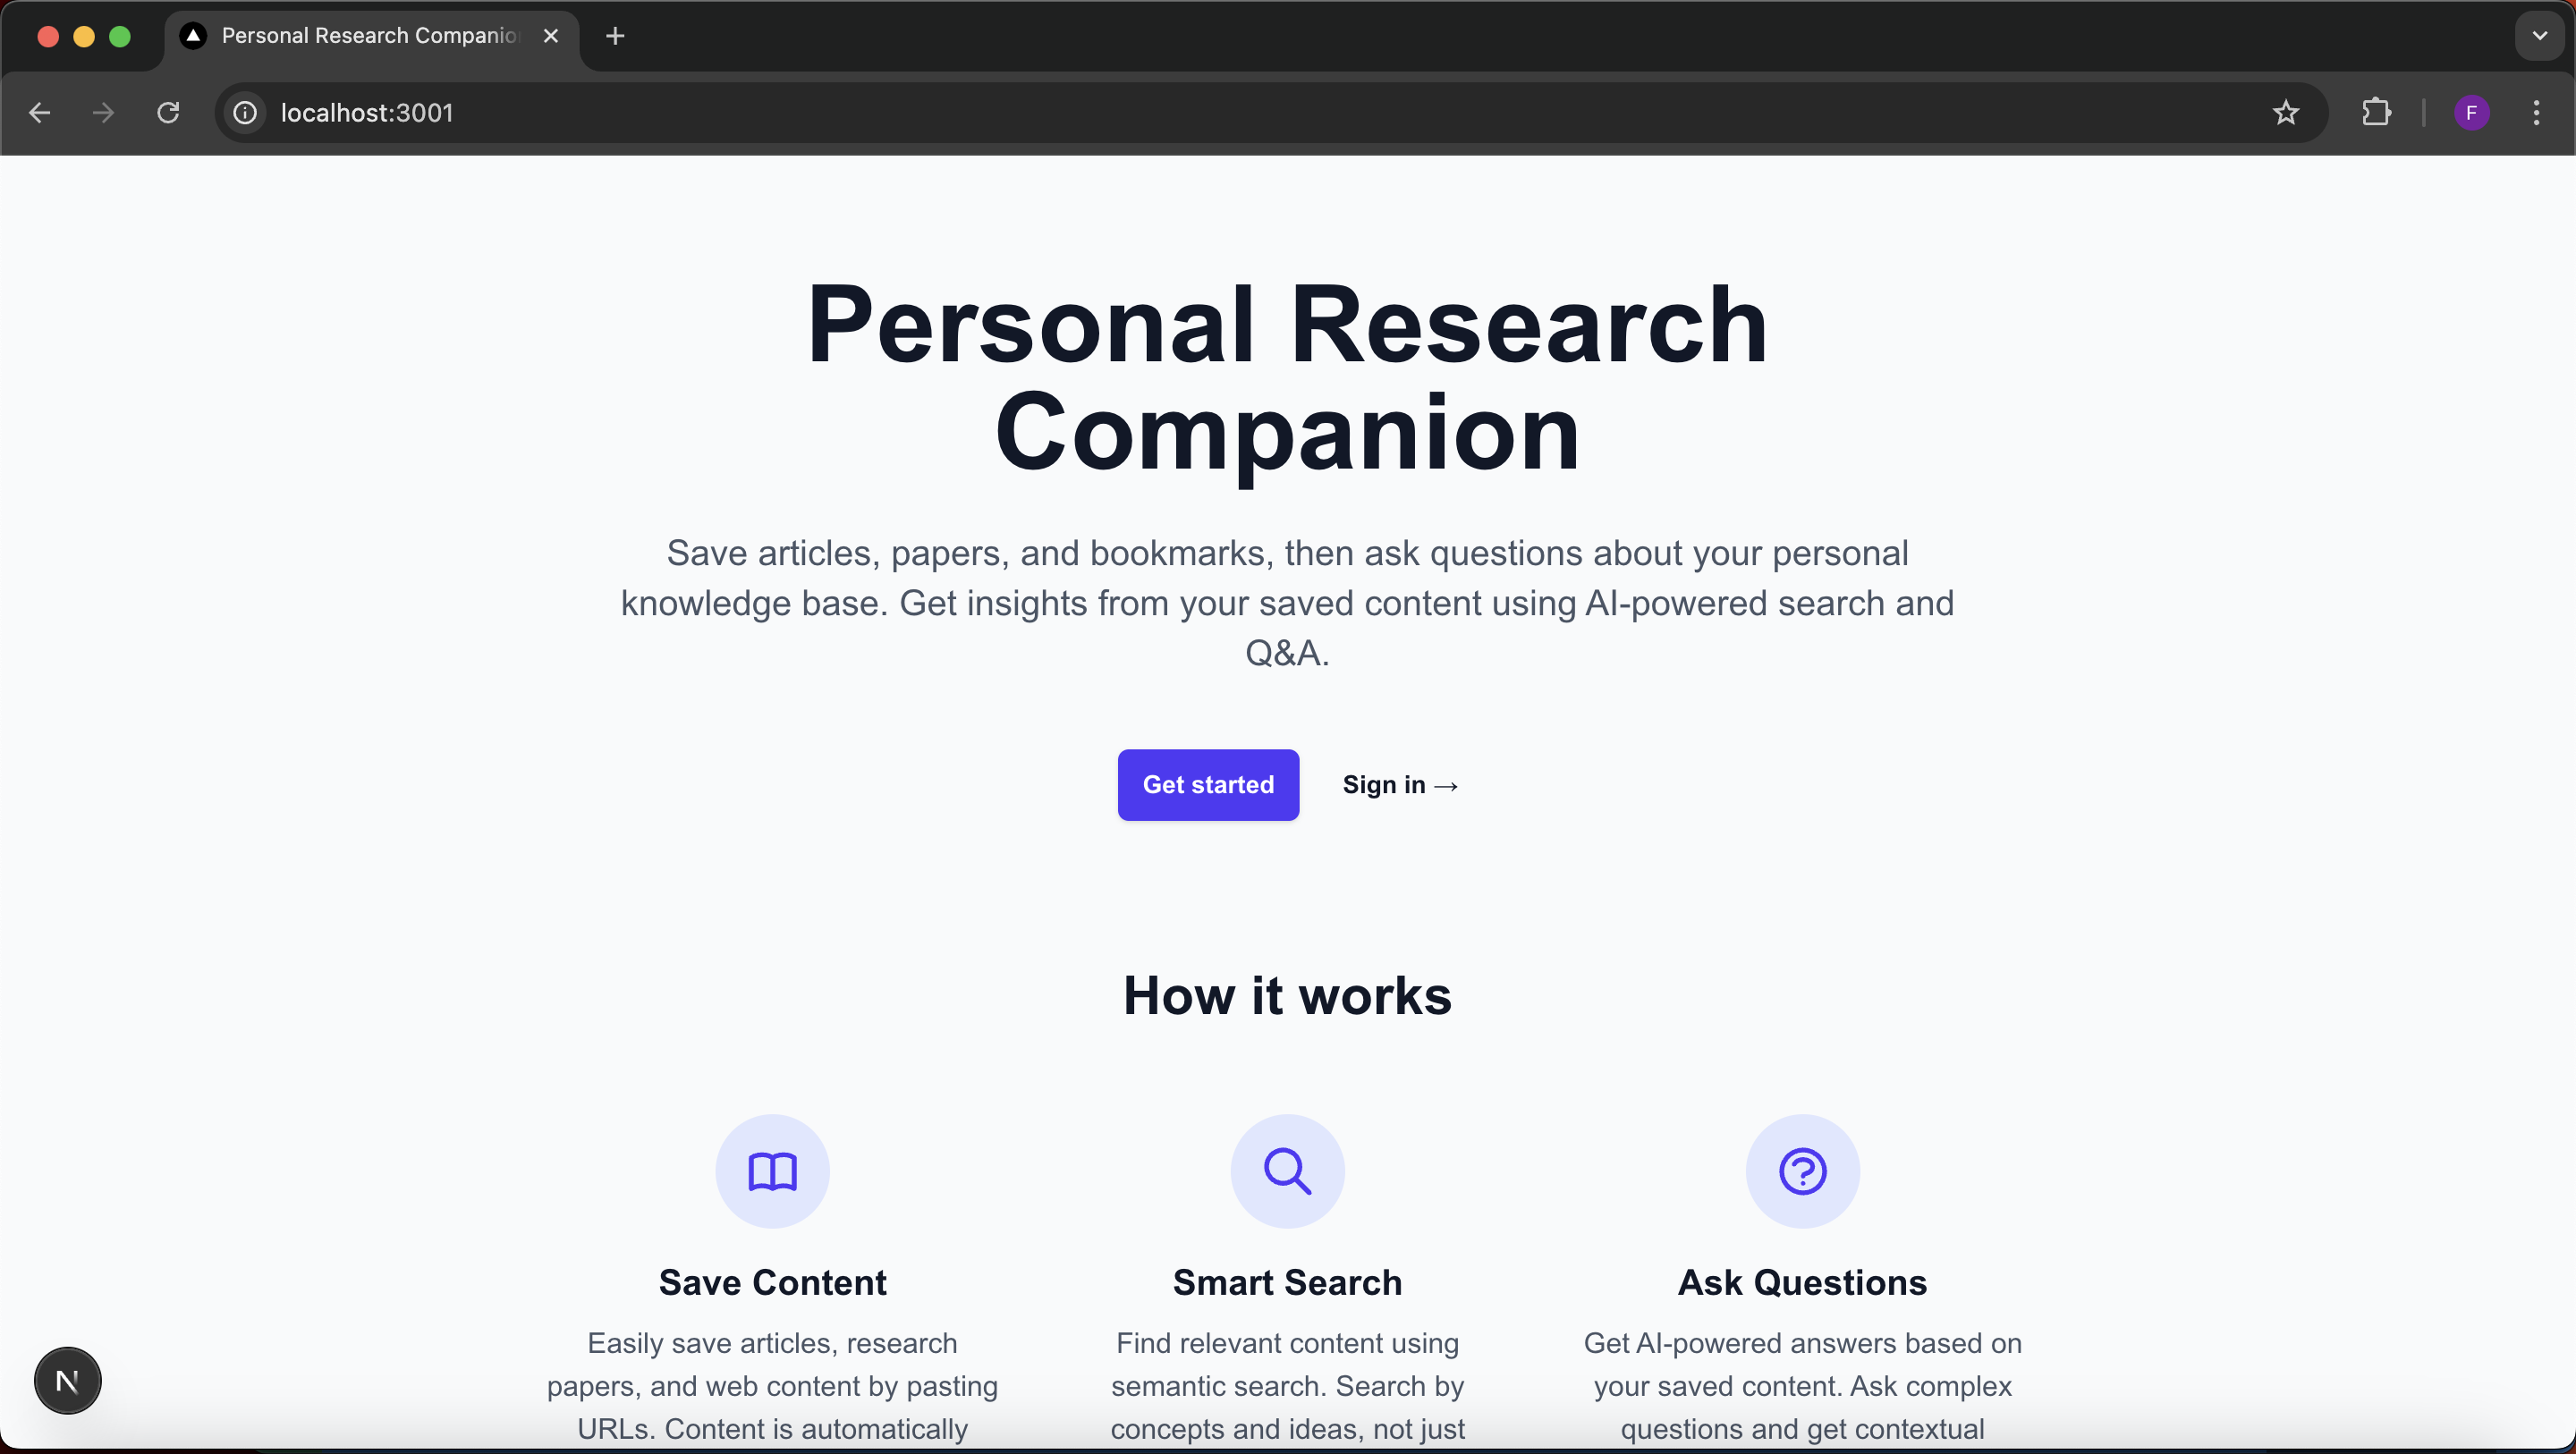 Personal Research Companio
localhost:3001
F
Personal Research
Companion
Save articles, papers, and bookmarks, then ask questions about your personal
knowledge base. Get insights from your saved content using AI-powered search and
Q&A.
Get started
Sign in →
How it works
Save Content
Easily save articles, research
papers, and web content by pasting
URLs. Content is automatically
Smart Search
Find relevant content using
semantic search. Search by
concepts and ideas, not just
Ask Questions
Get AI-powered answers based on
your saved content. Ask complex
questions and get contextual
N